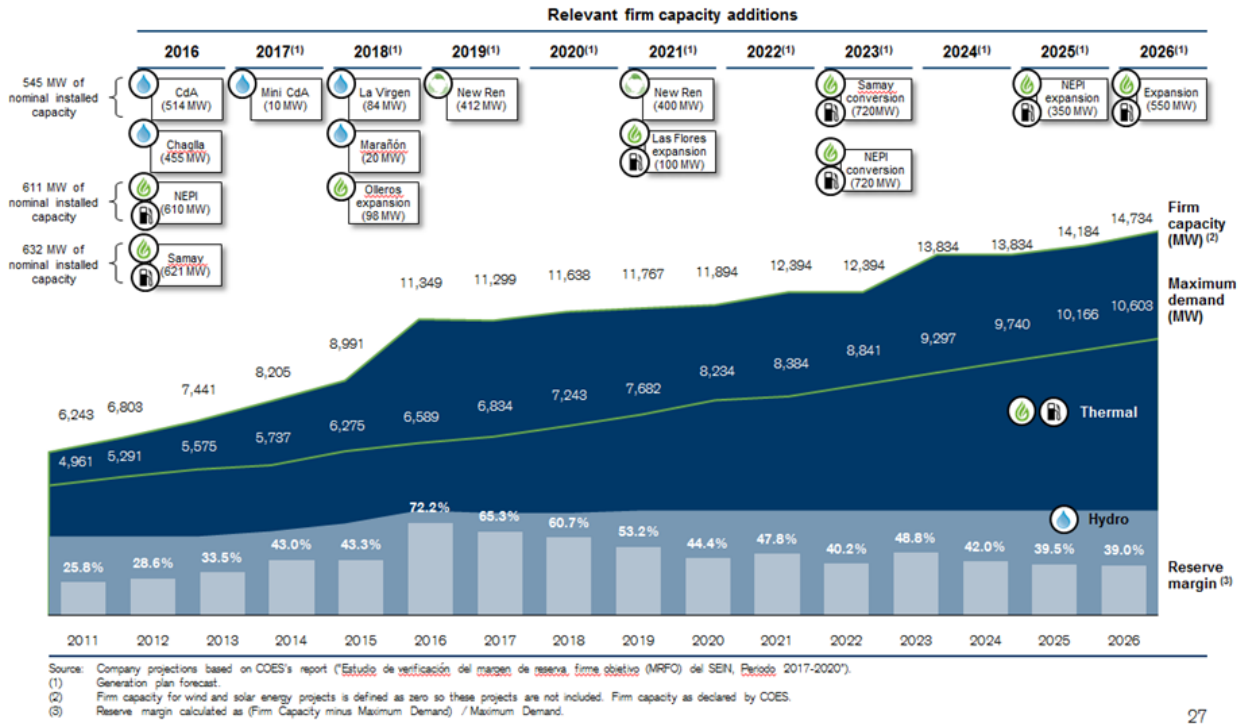 Relevant firm capacity additions
2016 2017(1) 2018(1) 2019(1) 2020(1) 2021(1) 2022(1) 2023(1) 2024(1) 2025(1) 2026(1)
545 MW of
nominal installed
capacity
CdA
(514 MW)
Mini CdA
(10 MW)
La Virgen
(84 MW)
New Ren
(412 MW)
New Ren
(400 MW)
Samay
conversion
(720MW)
NEPI
expansion
(350 MW)
Expansion
(550 MW)
Chaglla
(455 MW)
Marañón
(20 MW)
Las Flores
expansion
(100 MW)
NEPI
conversion
(720 MW)
611 MW of
nominal installed
capacity
NEPI
(610 MW)
Olleros
expansion
(98 MW)
632 MW of
nominal installed
capacity
Samay
(621 MW)
Firm
capacity
(MW) (2)
6,243 6,803 7,441 8,205 8,991 11,349 11,299 11,638 11,767 11,894 12,394 12,394 13,834 13,834 14,184 14,734
Maximum
demand
(MW)
4,961 5,291 5,575 5,737 6,275 6,589 6,834 7,243 7,682 8,234 8,384 8,841 9,297 9,740 10,166 10,603
Thermal
Hydro
25.8% 28.6% 33.5% 43.0% 43.3% 72.2% 65.3% 60.7% 53.2% 44.4% 47.8% 40.2% 48.8% 42.0% 39.5% 39.0%
Reserve
margin (3)
2011 2012 2013 2014 2015 2016 2017 2018 2019 2020 2021 2022 2023 2024 2025 2026
Source: Company projections based on COES's report ("Estudio de verificación del margen de reserva firme objetivo (MRFO) del SEIN, Periodo 2017-2020").
(1) Generation plan forecast.
(2) Firm capacity for wind and solar energy projects is defined as zero so these projects are not included. Firm capacity as declared by COES.
(3) Reserve margin calculated as (Firm Capacity minus Maximum Demand) / Maximum Demand.
27